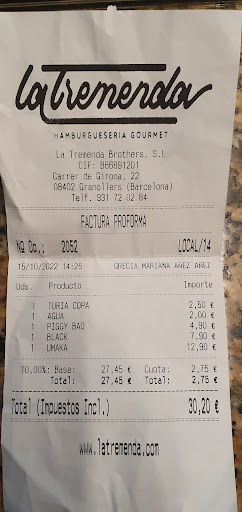 la Tremenda
HAMBURGUESERIA GOURMET
La Tremenda Brothers, S.L
CIF: B66891201
Carrer de Girona, 22
08402 Granollers (Barcelona)
Telf. 931 72 02 84
FACTURA PROFORMA
Nº Op.: 2052 LOCAL/14
15/10/2022 14:25 GRECIA MARIANA AÑEZ AÑEZ
Uds. Producto Importe
1 TURIA COPA 2,50 €
1 AGUA 2,00 €
1 PIGGY BAO 4,90 €
1 BLACK 7,90 €
1 UMAKA 12,90 €
10,00%: Base: 27,45 € Cuota: 2,75 €
Total: 27,45 € Total: 2,75 €
Total (Impuestos Incl.) 30,20 €
www.latremenda.com